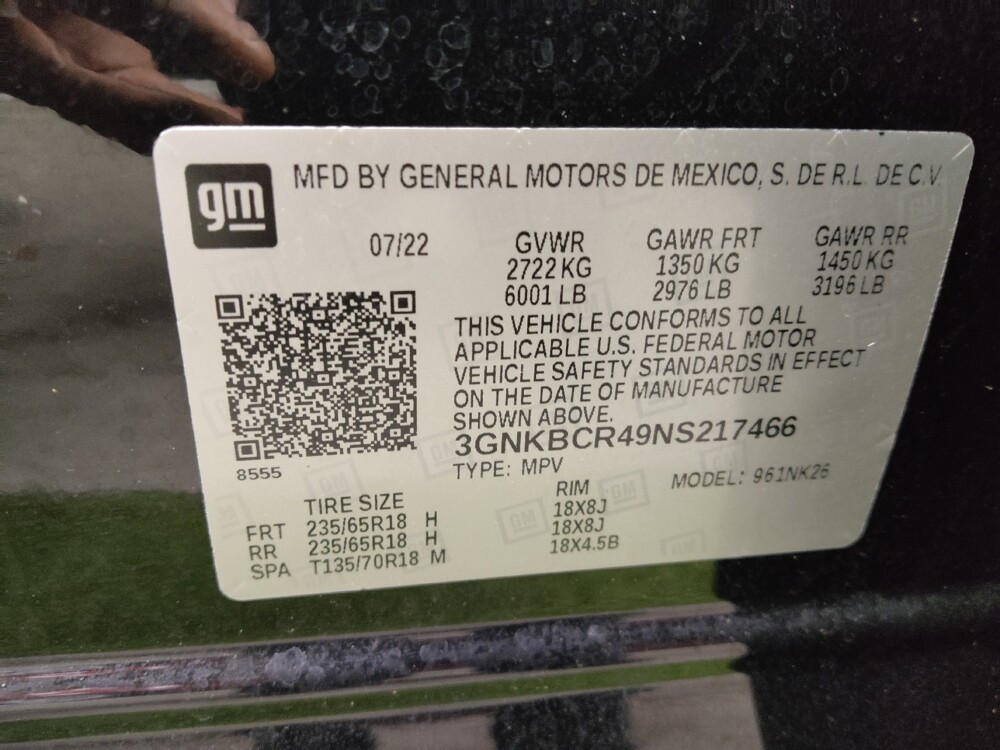 gm MFD BY GENERAL MOTORS DE MEXICO, S. DE R.L. DE C.V.
07/22 GVWR GAWR FRT GAWR RR
2722 KG 1350 KG 1450 KG
6001 LB 2976 LB 3196 LB
THIS VEHICLE CONFORMS TO ALL
APPLICABLE U.S. FEDERAL MOTOR
VEHICLE SAFETY STANDARDS IN EFFECT
ON THE DATE OF MANUFACTURE
SHOWN ABOVE.
3GNKBCR49NS217466
8555 TYPE: MPV MODEL: 961NK26
TIRE SIZE RIM
FRT 235/65R18 H 18X8J
RR 235/65R18 H 18X8J
SPA T135/70R18 M 18X4.5B